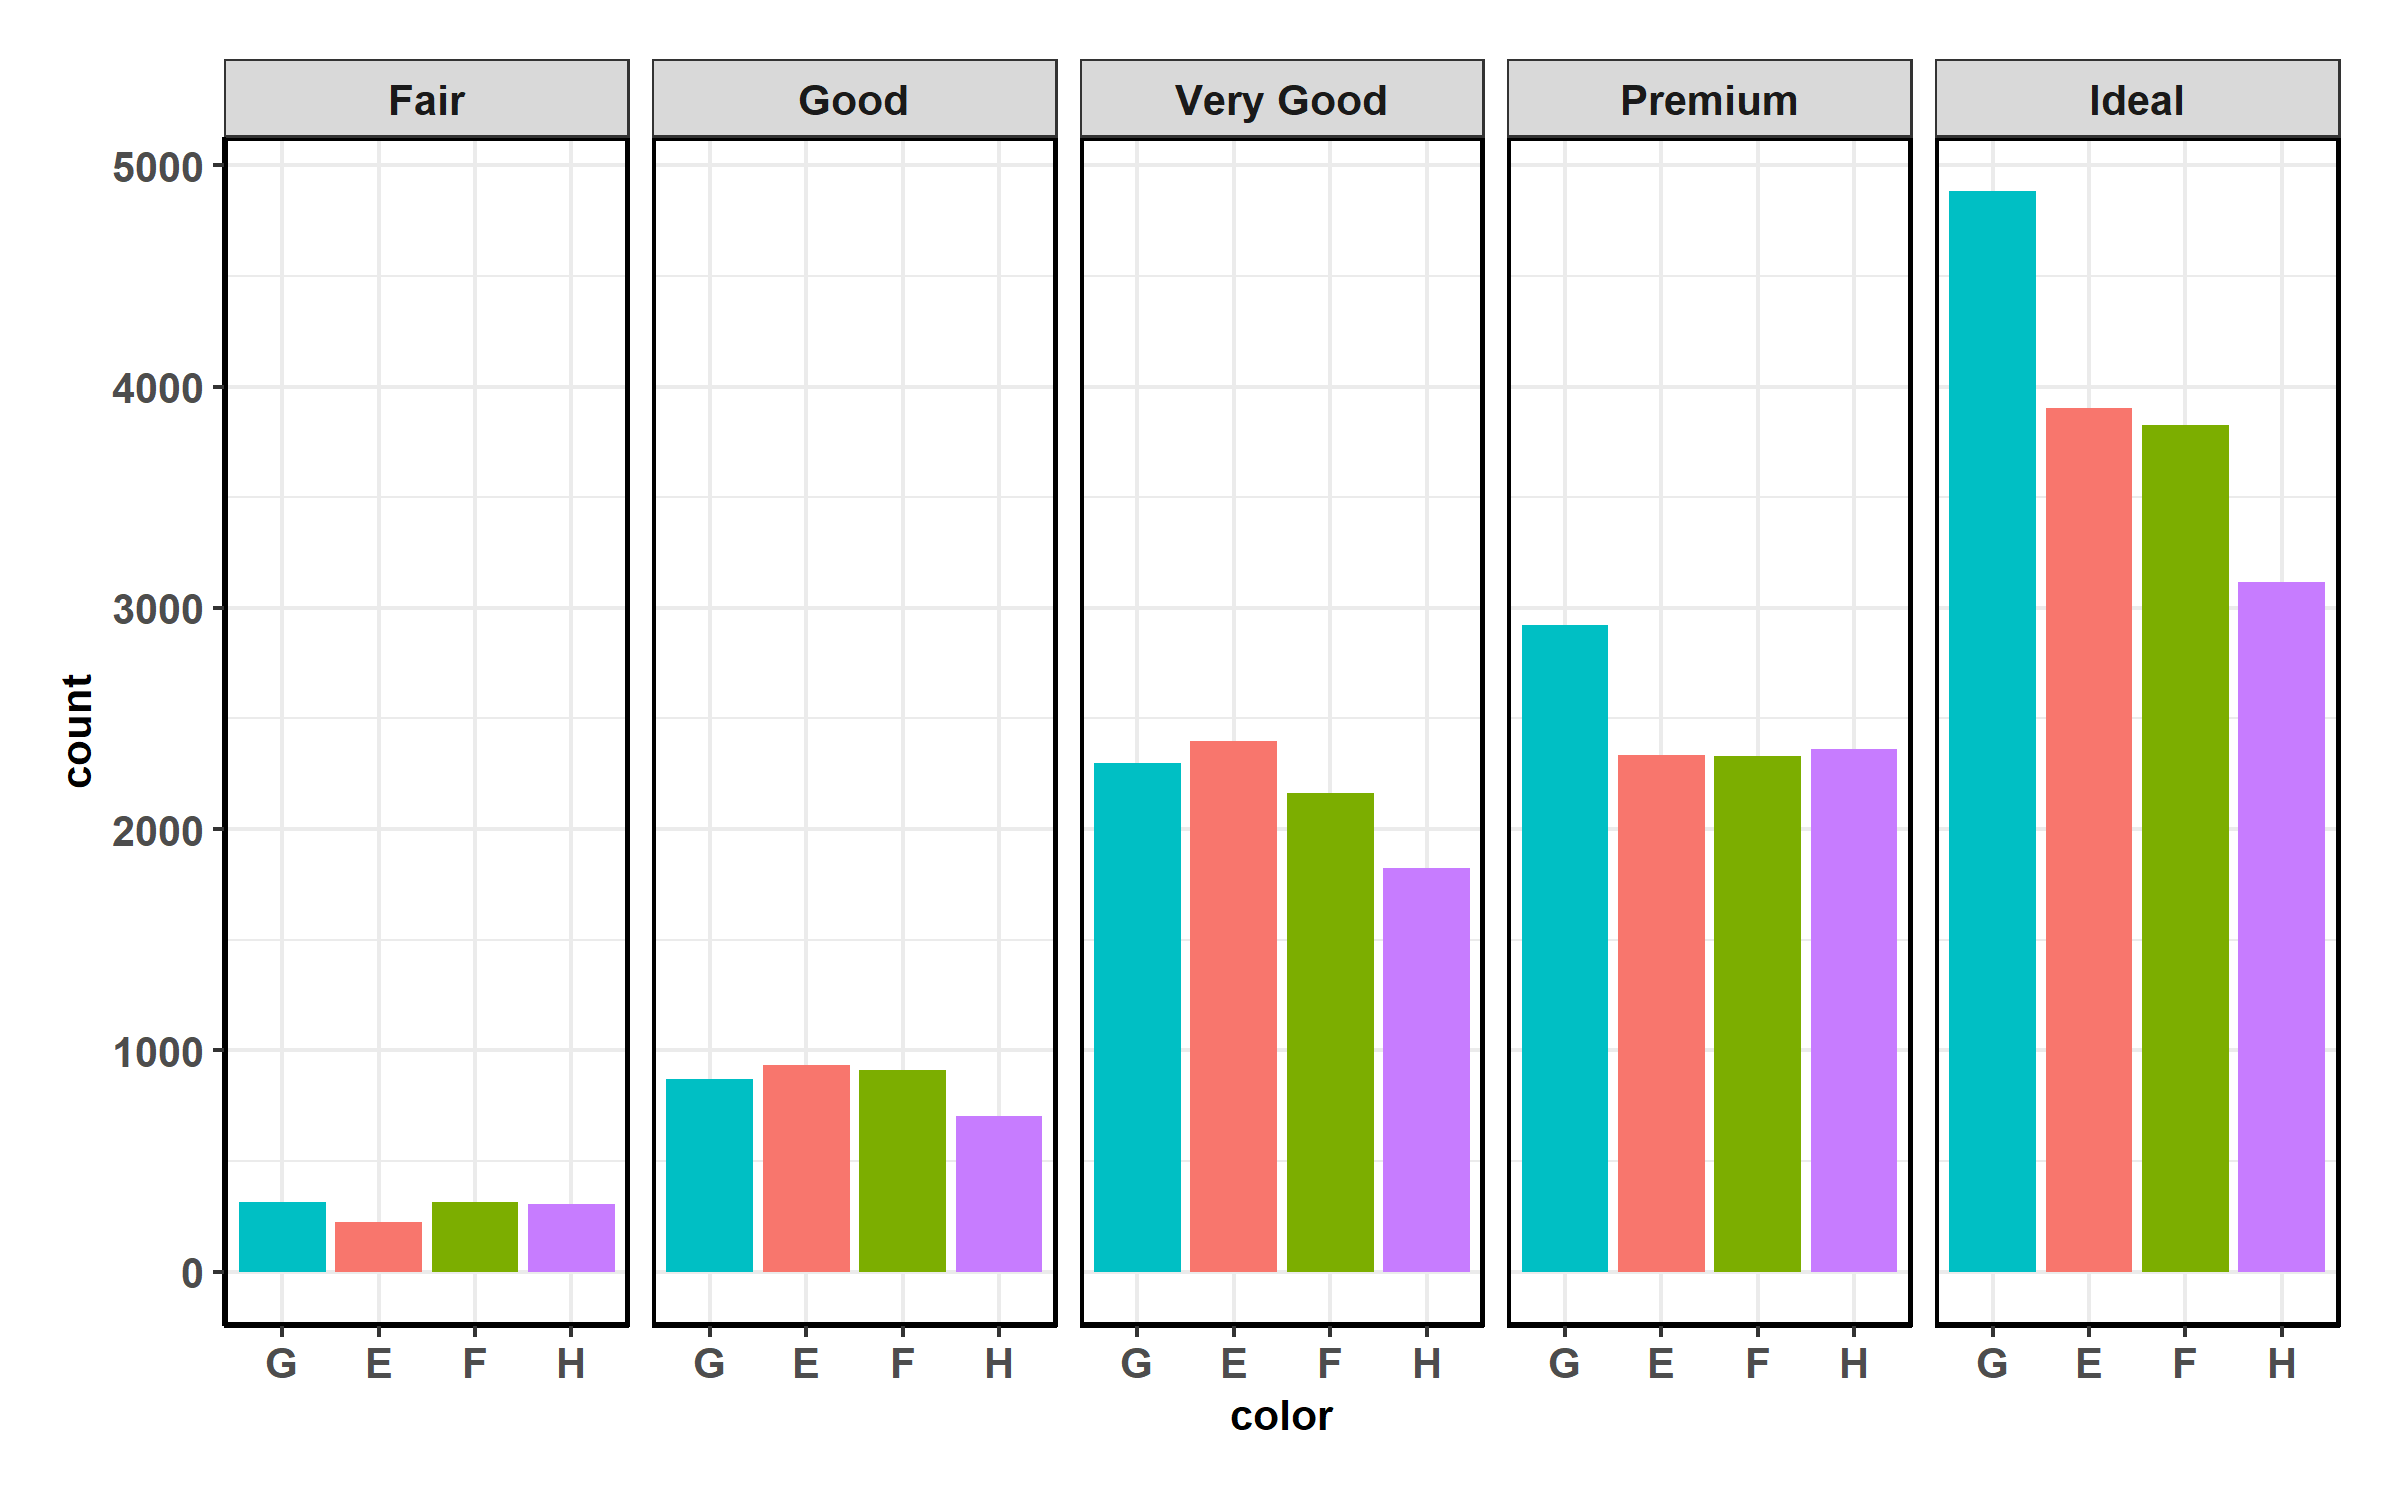 Fair Good Very Good Premium Ideal
5000
4000
3000
2000
1000
0
count
G E F H G E F H G E F H G E F H G E F H
color